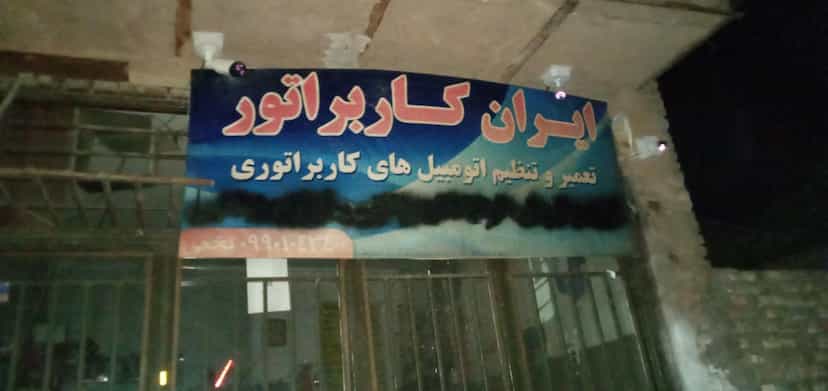 ایران کاربراتور
تعمیر و تنظیم اتومبیل های کاربراتوری